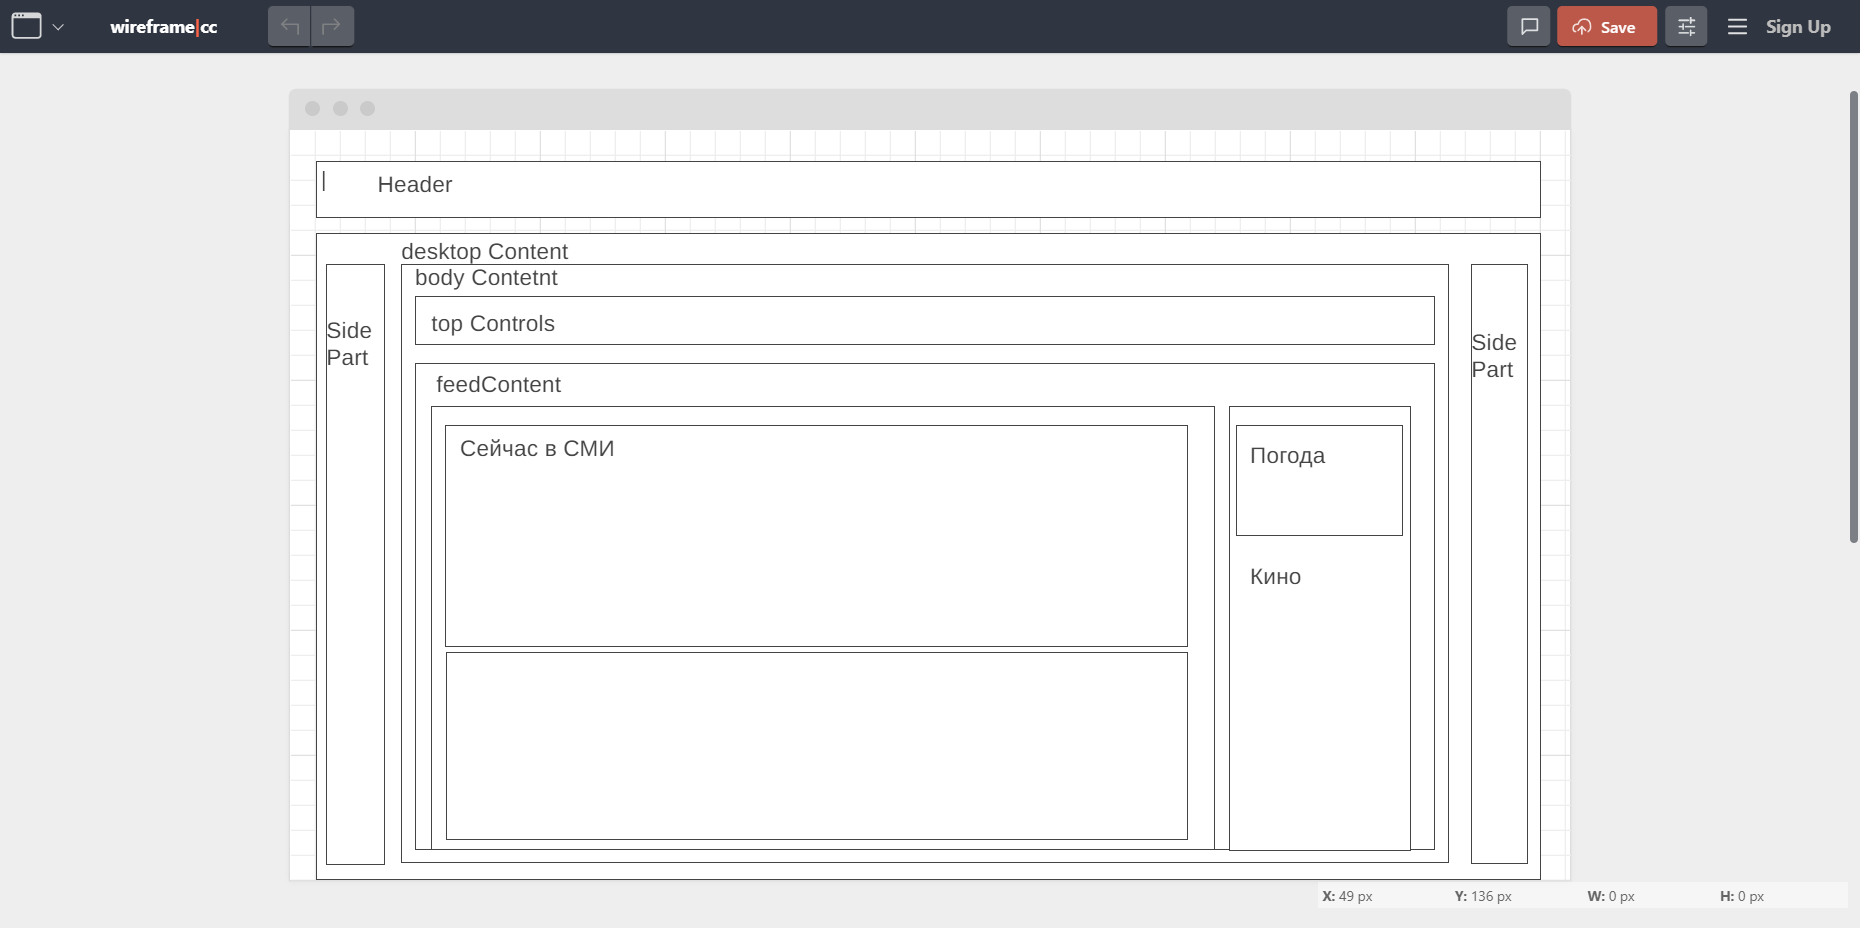 wireframe|cc
Save
Sign Up
Header
desktop Content
body Contetnt
top Controls
Side
Part
Side
Part
feedContent
Сейчас в СМИ
Погода
Кино
X: 49 px Y: 136 px W: 0 px H: 0 px